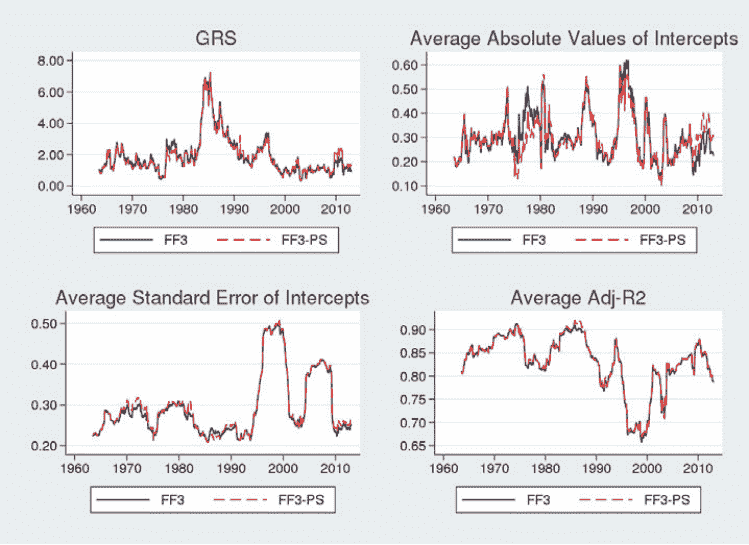 GRS
8.00
6.00
4.00
2.00
0.00
1960 1970 1980 1990 2000 2010
FF3 FF3-PS
Average Absolute Values of Intercepts
0.60
0.50
0.40
0.30
0.20
0.10
1960 1970 1980 1990 2000 2010
FF3 FF3-PS
Average Standard Error of Intercepts
0.50
0.40
0.30
0.20
1960 1970 1980 1990 2000 2010
FF3 FF3-PS
Average Adj-R2
0.90
0.85
0.80
0.75
0.70
0.65
1960 1970 1980 1990 2000 2010
FF3 FF3-PS